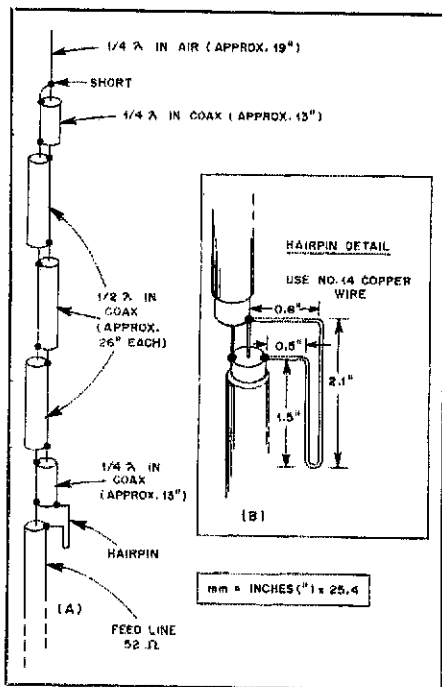 1/4 λ IN AIR (APPROX. 19")
SHORT
1/4 λ IN COAX (APPROX. 13")
1/2 λ IN
COAX
(APPROX.
26" EACH)
1/4 λ IN
COAX
(APPROX. 13")
HAIRPIN
(A)
FEED LINE
52 Ω
HAIRPIN DETAIL
USE NO. 14 COPPER
WIRE
0.8"
0.5"
2.1"
1.5"
(B)
mm = INCHES (") x 25.4